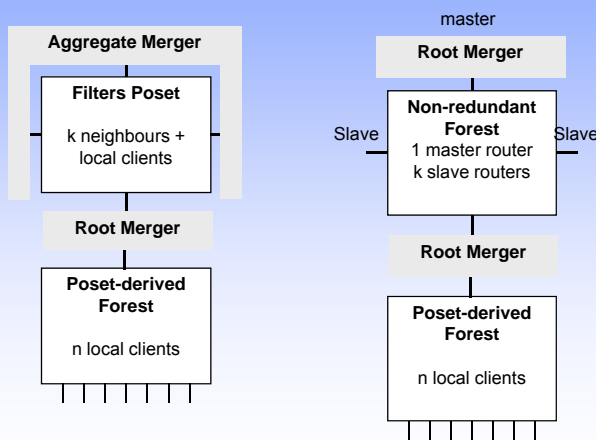 Aggregate Merger
Filters Poset
k neighbours +
local clients
Root Merger
Poset-derived
Forest
n local clients
master
Root Merger
Slave
Non-redundant
Forest
1 master router
k slave routers
Slave
Root Merger
Poset-derived
Forest
n local clients